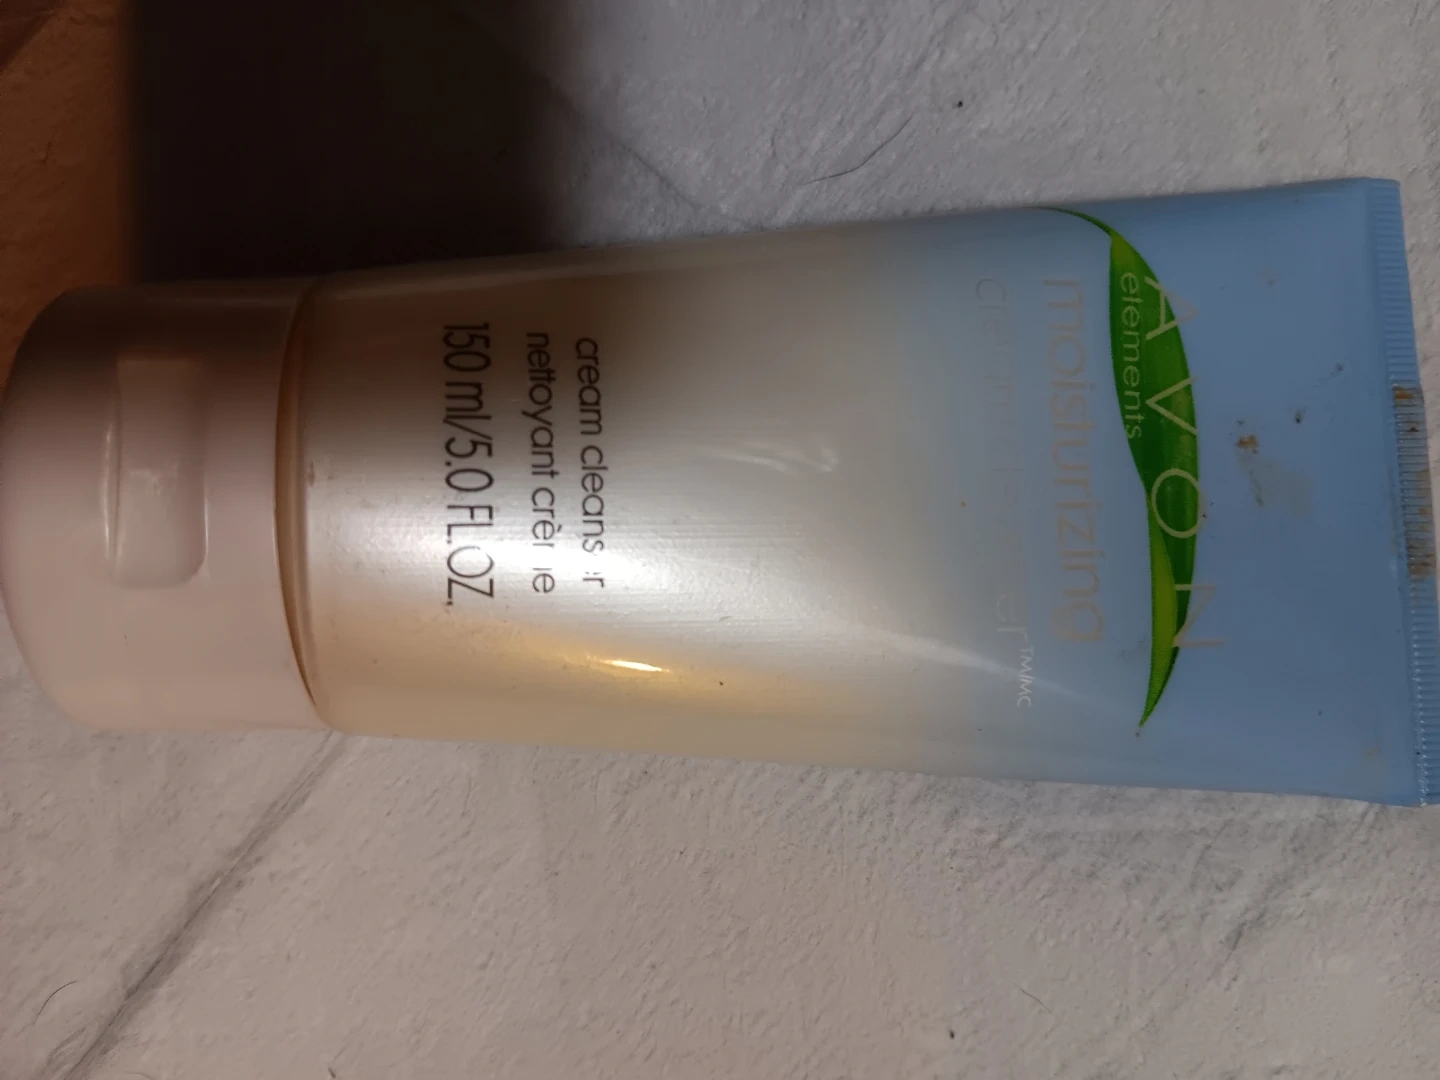 AVON
elements
moisturizing
TM/MC
cream cleans r
nettoyant crè e
150 ml/5.0 FL.OZ.